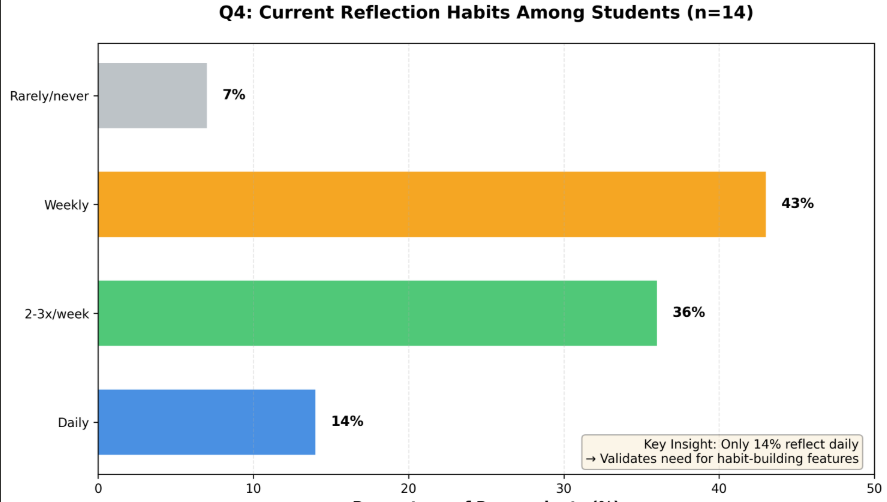 Q4: Current Reflection Habits Among Students (n=14)
Rarely/never
7%
Weekly
43%
2-3x/week
36%
Daily
14%
Key Insight: Only 14% reflect daily
→ Validates need for habit-building features
0 10 20 30 40 50